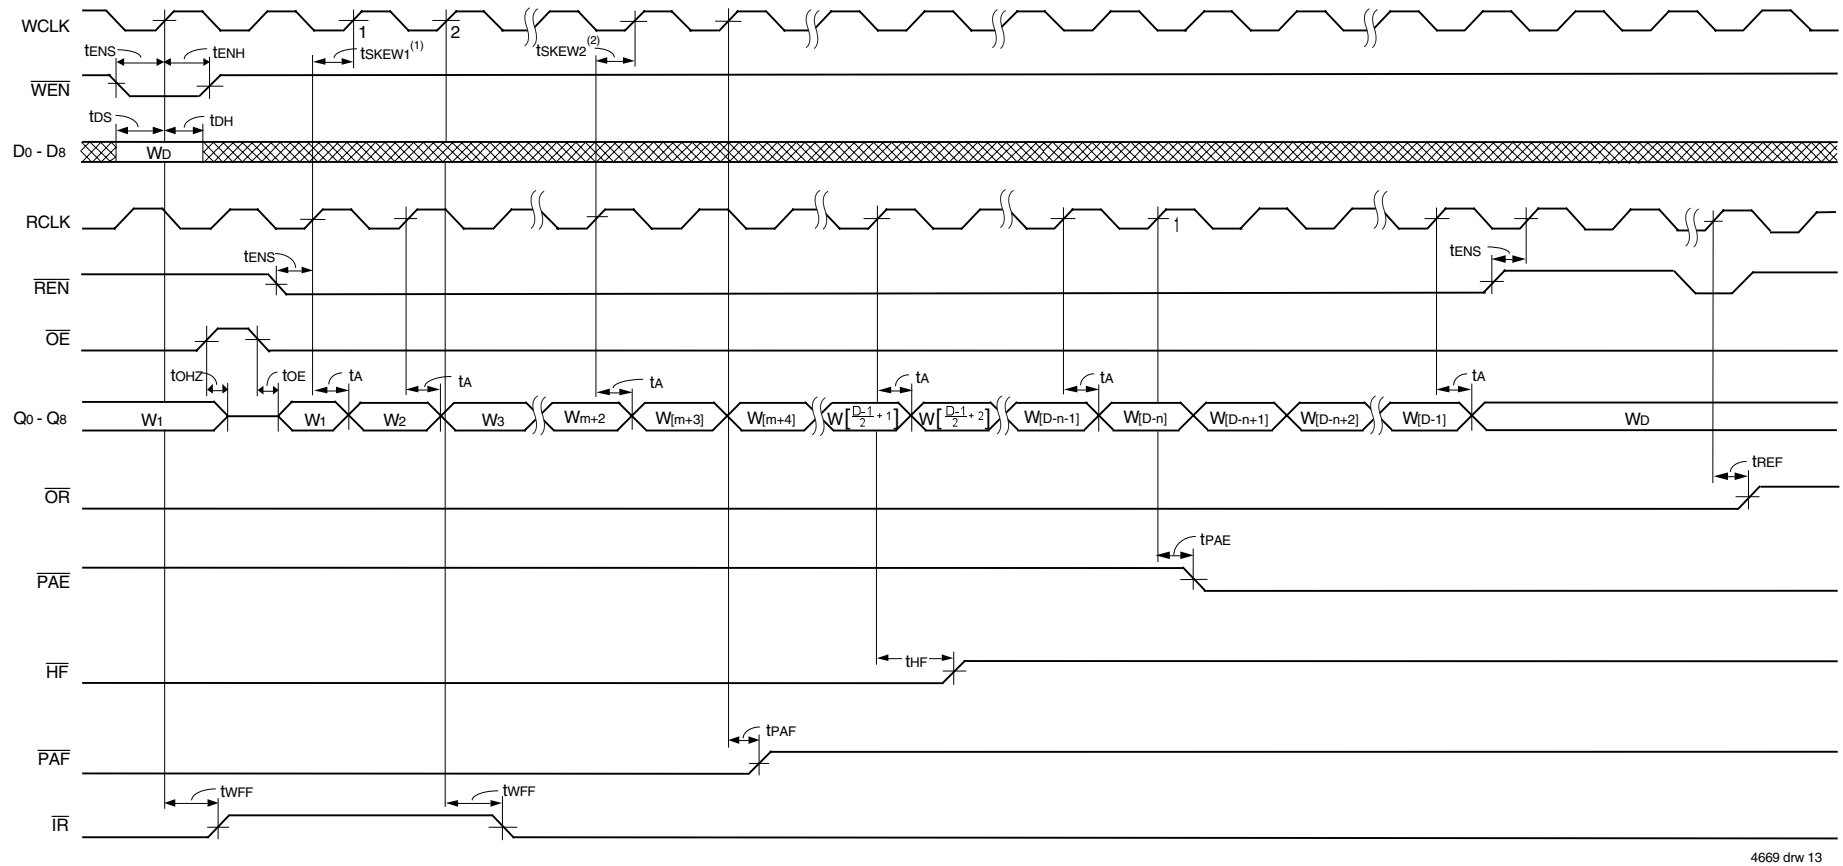 WCLK
1
2
tENS
tENH
tSKEW1(1)
tSKEW2(2)
WEN
tDS
tDH
D0 - D8
WD
RCLK
1
tENS
tENS
REN
OE
tOHZ
tOE
tA
tA
tA
tA
tA
tA
Q0 - Q8
W1
W1
W2
W3
Wm+2
W[m+3]
W[m+4]
W[D-1/2 + 1]
W[D-1/2 + 2]
W[D-n-1]
W[D-n]
W[D-n+1]
W[D-n+2]
W[D-1]
WD
tREF
OR
tPAE
PAE
HF
tHF
tPAF
PAF
tWFF
tWFF
IR
4669 drw 13